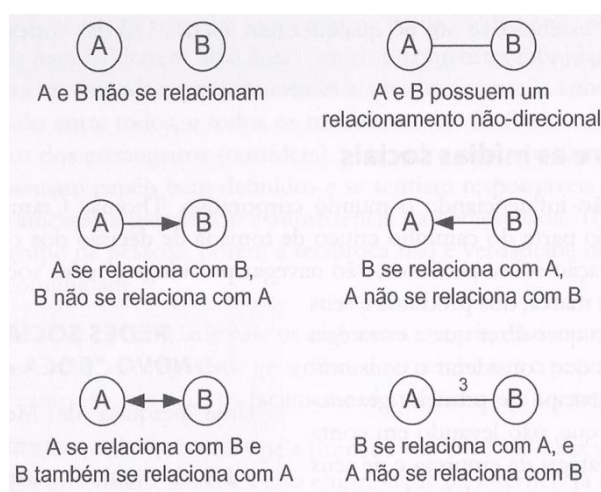 A B
A e B não se relacionam
A B
A e B possuem um
relacionamento não-direcional
A B
A se relaciona com B,
B não se relaciona com A
A B
B se relaciona com A,
A não se relaciona com B
A B
A se relaciona com B e
B também se relaciona com A
A 3 B
B se relaciona com A, e
A não se relaciona com B